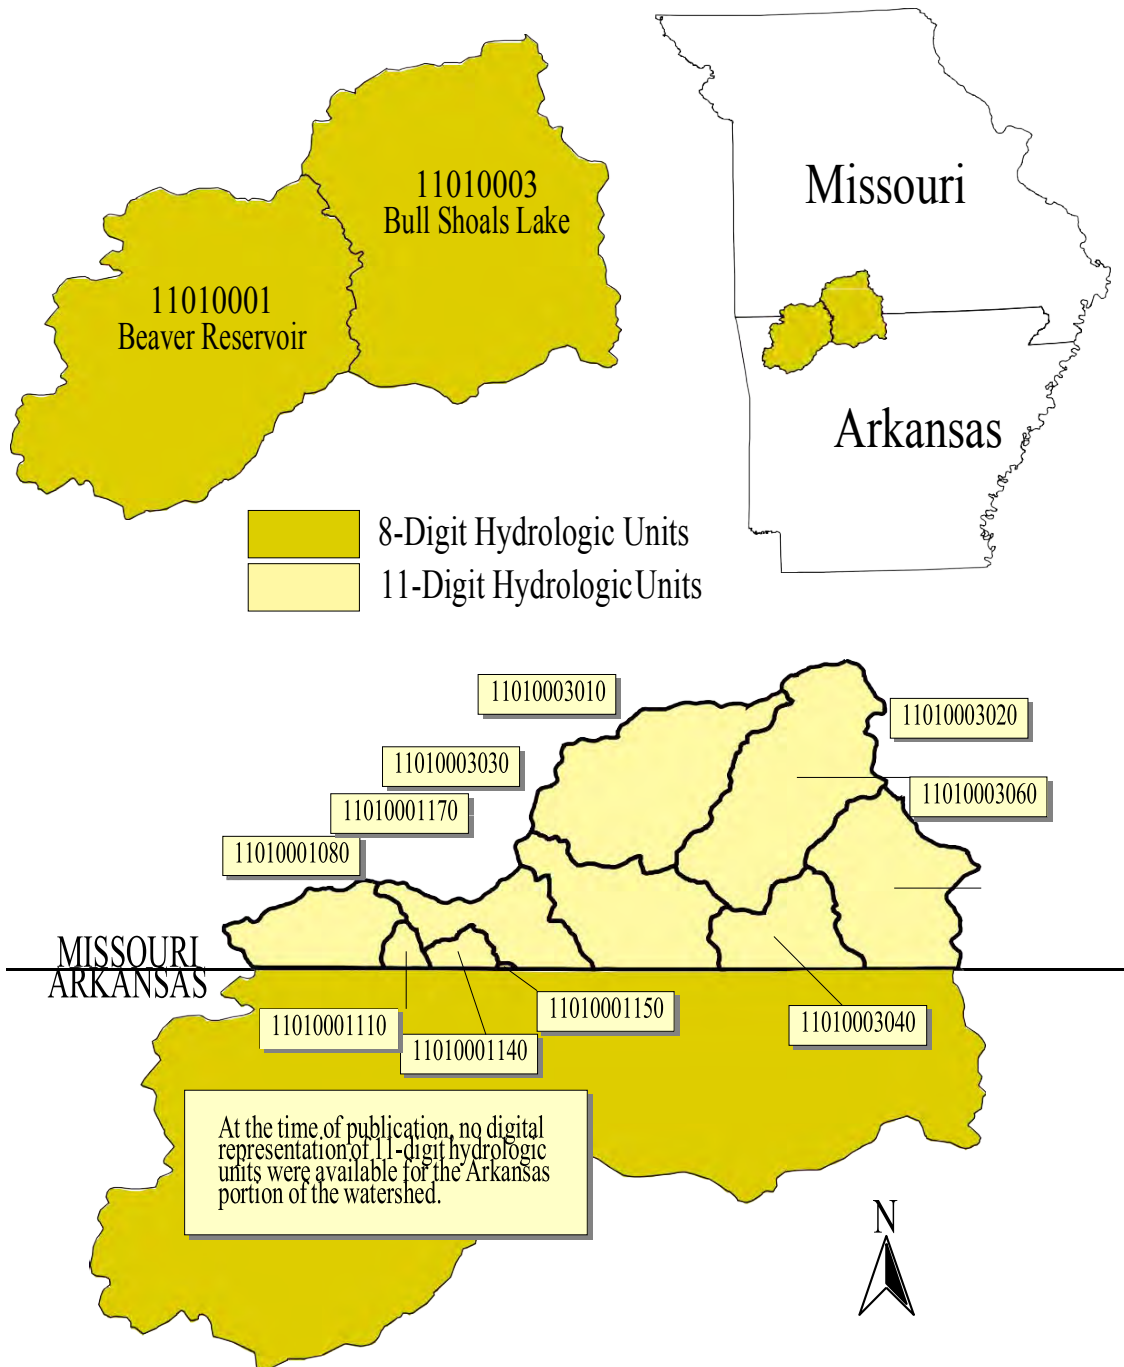 11010003
Bull Shoals Lake
11010001
Beaver Reservoir
Missouri
Arkansas
8-Digit Hydrologic Units
11-Digit Hydrologic Units
11010003010
11010003020
11010003030
11010003060
11010001170
11010001080
MISSOURI
ARKANSAS
11010001110
11010001140
11010001150
11010003040
At the time of publication, no digital
representation of 11-digit hydrologic
units were available for the Arkansas
portion of the watershed.
N